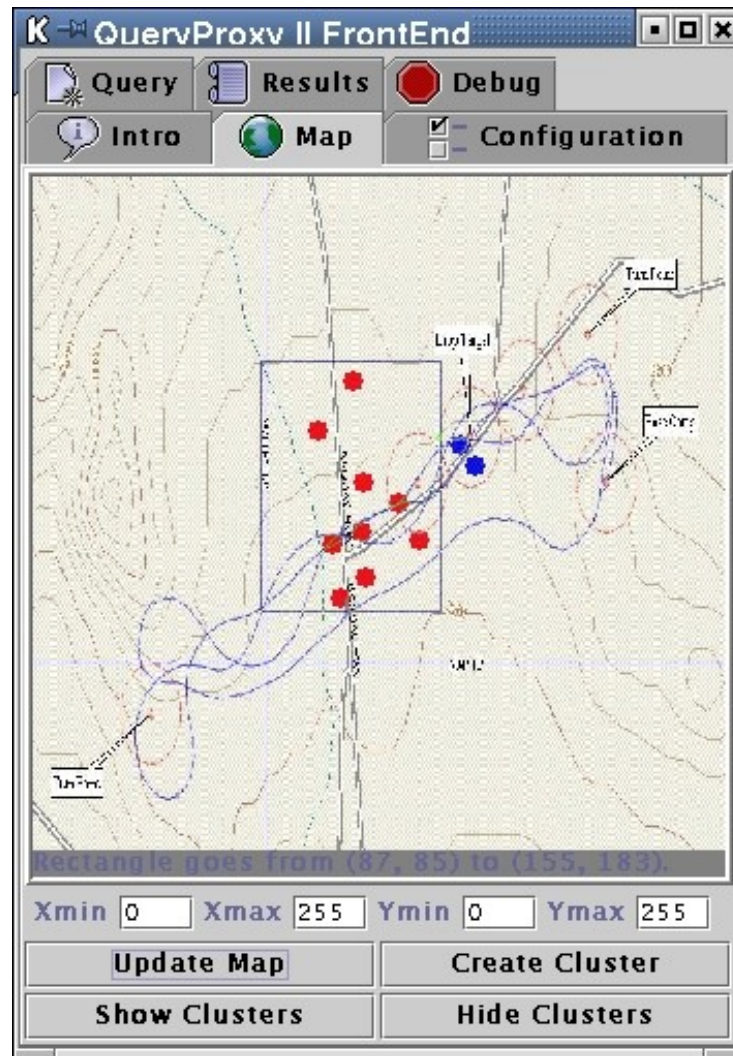 QueryProxy II FrontEnd
Query Results Debug
Intro Map Configuration
Rectangle goes from (87, 85) to (155, 183).
Xmin 0 Xmax 255 Ymin 0 Ymax 255
Update Map Create Cluster
Show Clusters Hide Clusters